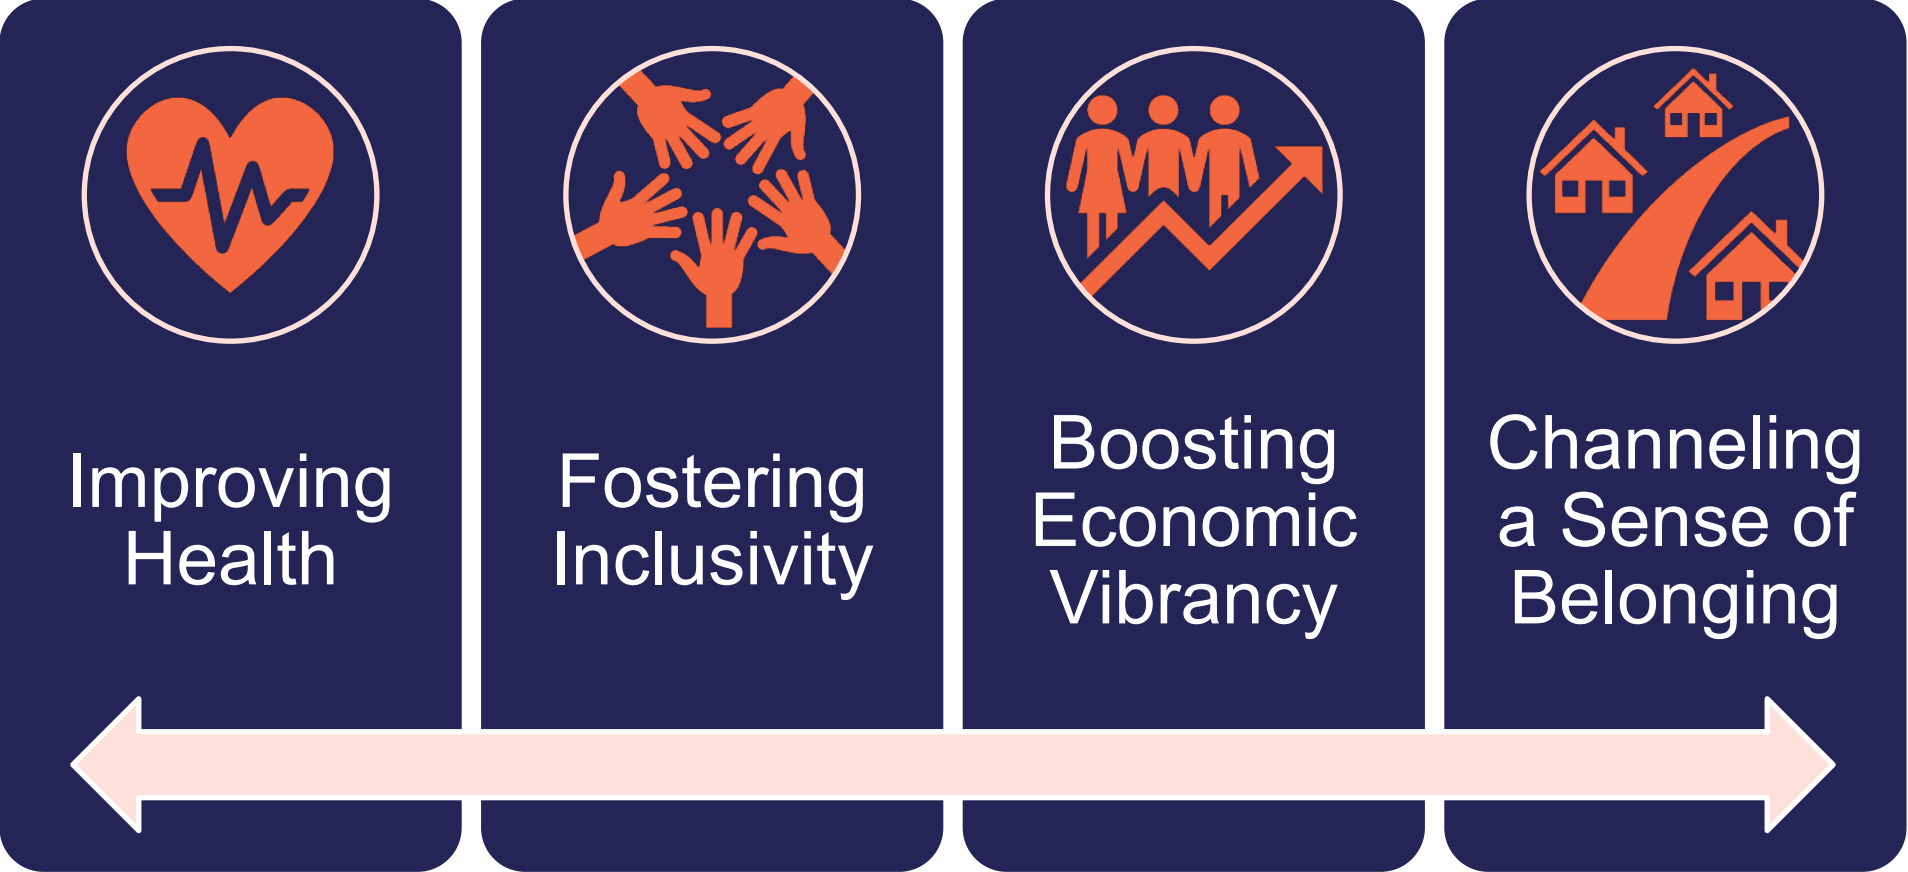 Improving
Health
Fostering
Inclusivity
Boosting
Economic
Vibrancy
Channeling
a Sense of
Belonging